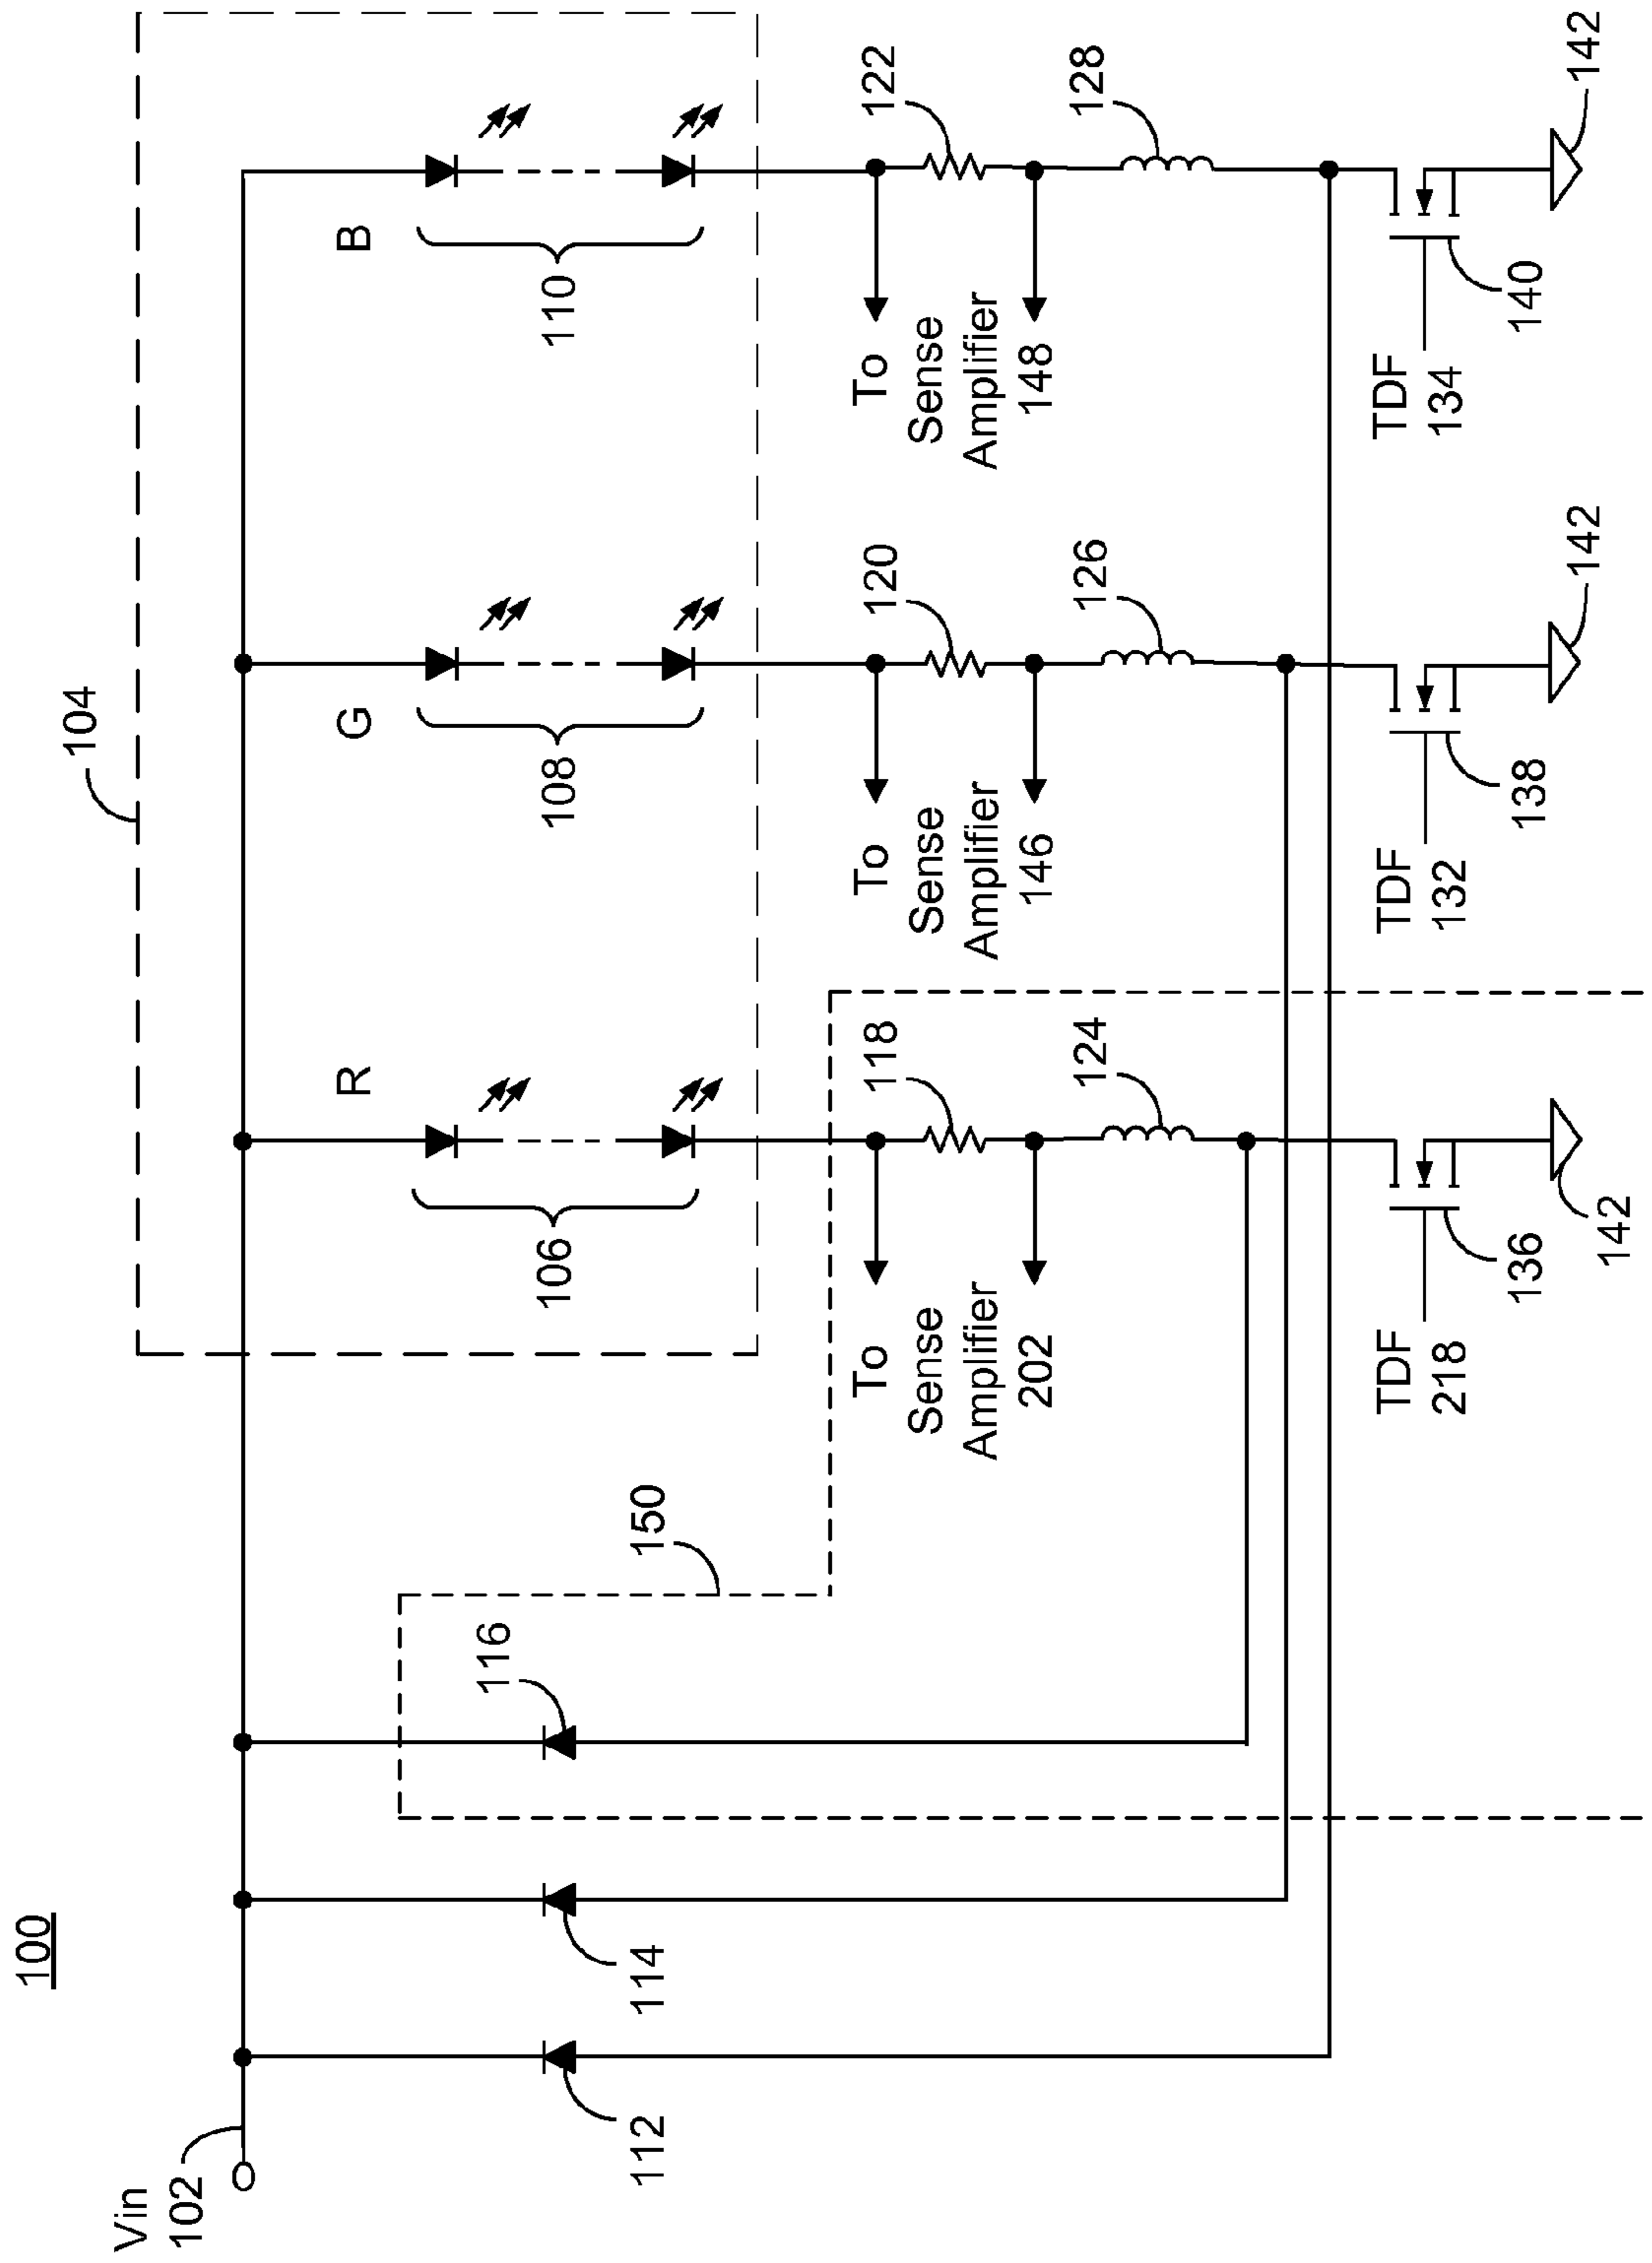 100
Vin
102
104
R
G
B
106
108
110
112
114
116
150
118
120
122
To
Sense
Amplifier
202
To
Sense
Amplifier
146
To
Sense
Amplifier
148
124
126
128
TDF
218
136
142
TDF
132
138
142
TDF
134
140
142